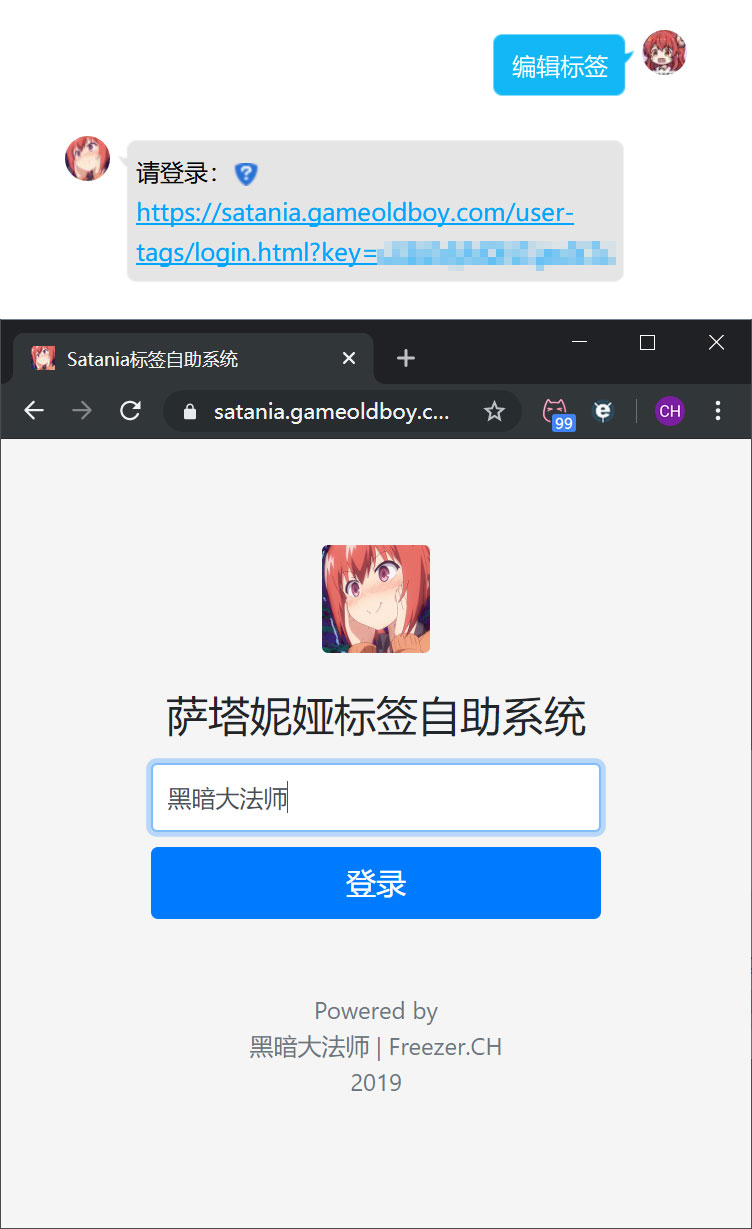 编辑标签
请登录：
https://satania.gameoldboy.com/user-
tags/login.html?key=
Satania标签自助系统
satania.gameoldboy.c...
99
CH
萨塔妮娅标签自助系统
黑暗大法师
登录
Powered by
黑暗大法师 | Freezer.CH
2019